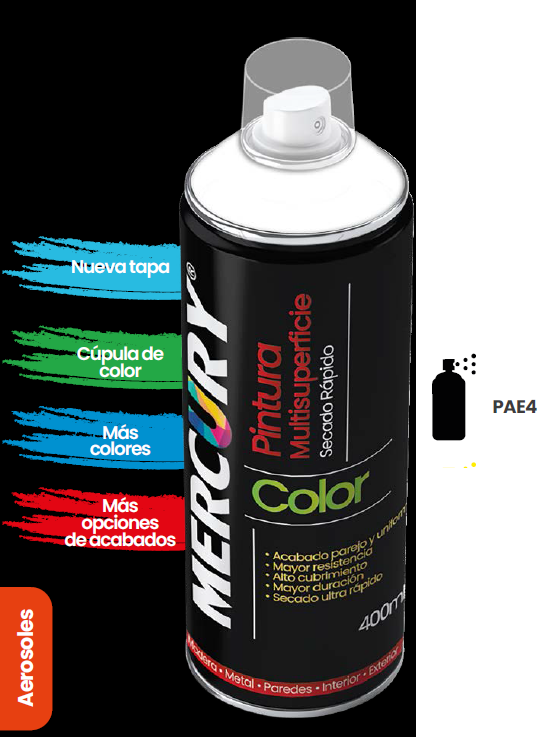 Nueva tapa
Cúpula de
color
Más
colores
Más
opciones
de acabados
Aerosoles
MERCURY®
Pintura
Multisuperficie
Secado Rápido
Color
• Acabado parejo y uniform
• Mayor resistencia
• Alto cubrimiento
• Mayor duración
• Secado ultra rápido
400ml
Madera • Metal • Paredes • Interior • Exterior
PAE4